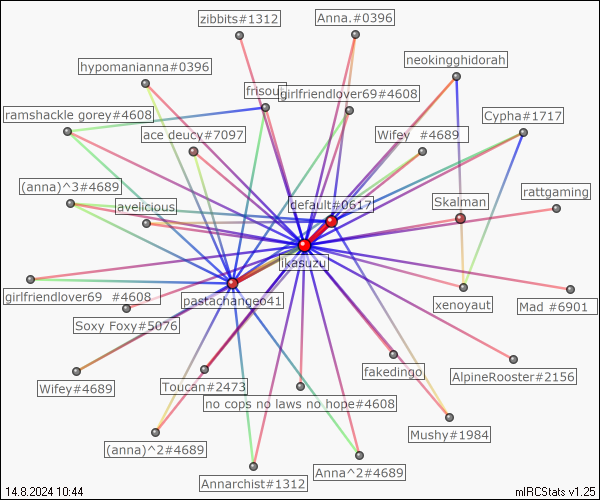 zibbits#1312
Anna.#0396
neokingghidorah
hypomanianna#0396
girlfriendlover69#4608
ramshackle gorey#4608
Cypha#1717
ace deucy#7097
Wifey  #4689
(anna)^3#4689
rattgaming
Skalman
avelicious
default#0617
ikasuzu
girlfriendlover69  #4608
pastachangeo41
xenoyaut
Mad #6901
Soxy Foxy#5076
fakedingo
AlpineRooster#2156
Wifey#4689
Toucan#2473
no cops no laws no hope#4608
Mushy#1984
(anna)^2#4689
Anna^2#4689
Annarchist#1312
14.8.2024 10:44
mIRCStats v1.25